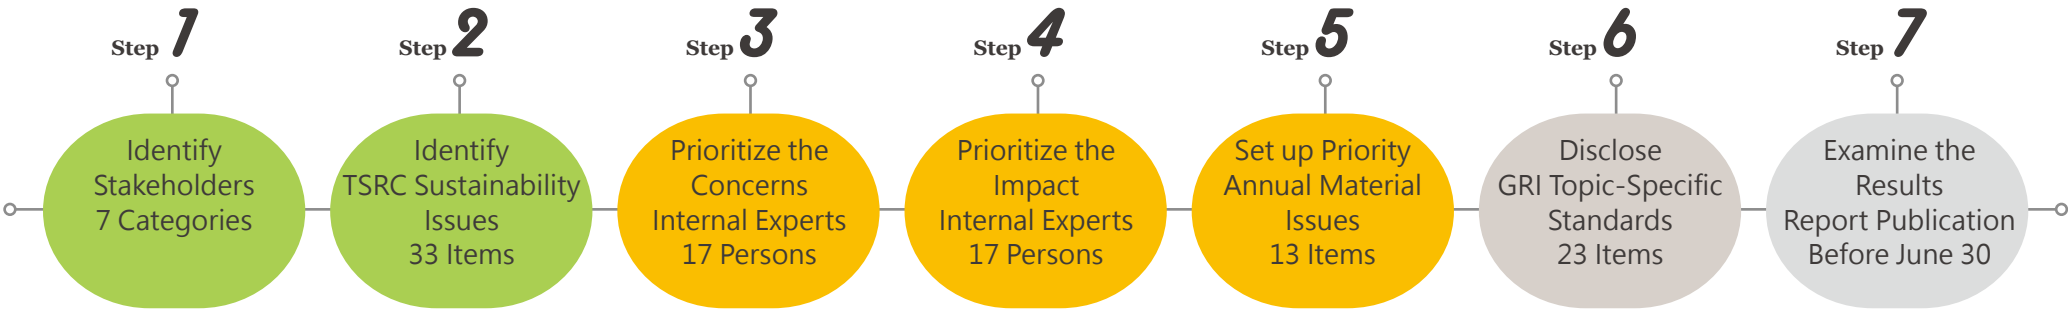 Step 1
Identify
Stakeholders
7 Categories
Step 2
Identify
TSRC Sustainability
Issues
33 Items
Step 3
Prioritize the
Concerns
Internal Experts
17 Persons
Step 4
Prioritize the
Impact
Internal Experts
17 Persons
Step 5
Set up Priority
Annual Material
Issues
13 Items
Step 6
Disclose
GRI Topic-Specific
Standards
23 Items
Step 7
Examine the
Results
Report Publication
Before June 30